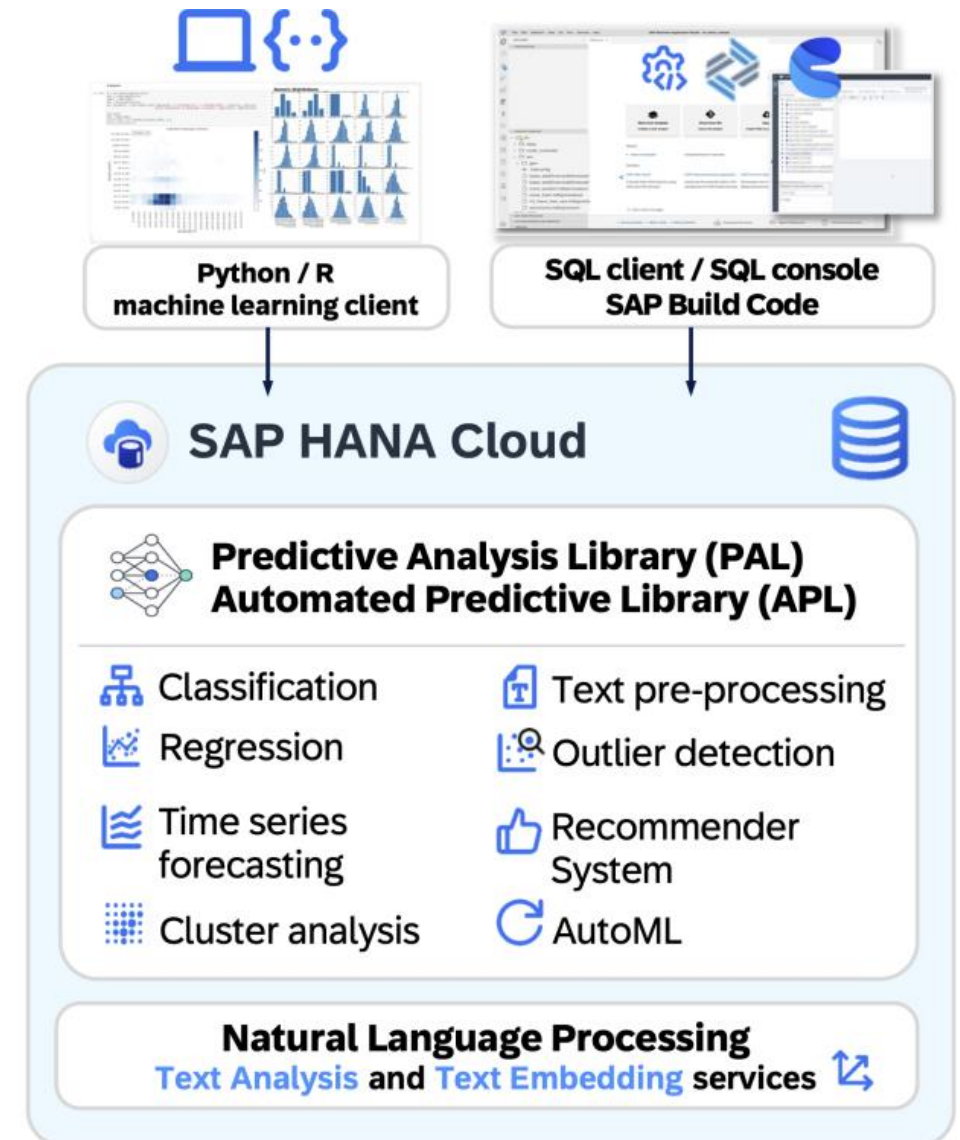 Python / R
machine learning client
SQL client / SQL console
SAP Build Code
SAP HANA Cloud
Predictive Analysis Library (PAL)
Automated Predictive Library (APL)
Classification
Regression
Time series
forecasting
Cluster analysis
Text pre-processing
Outlier detection
Recommender
System
AutoML
Natural Language Processing
Text Analysis and Text Embedding services